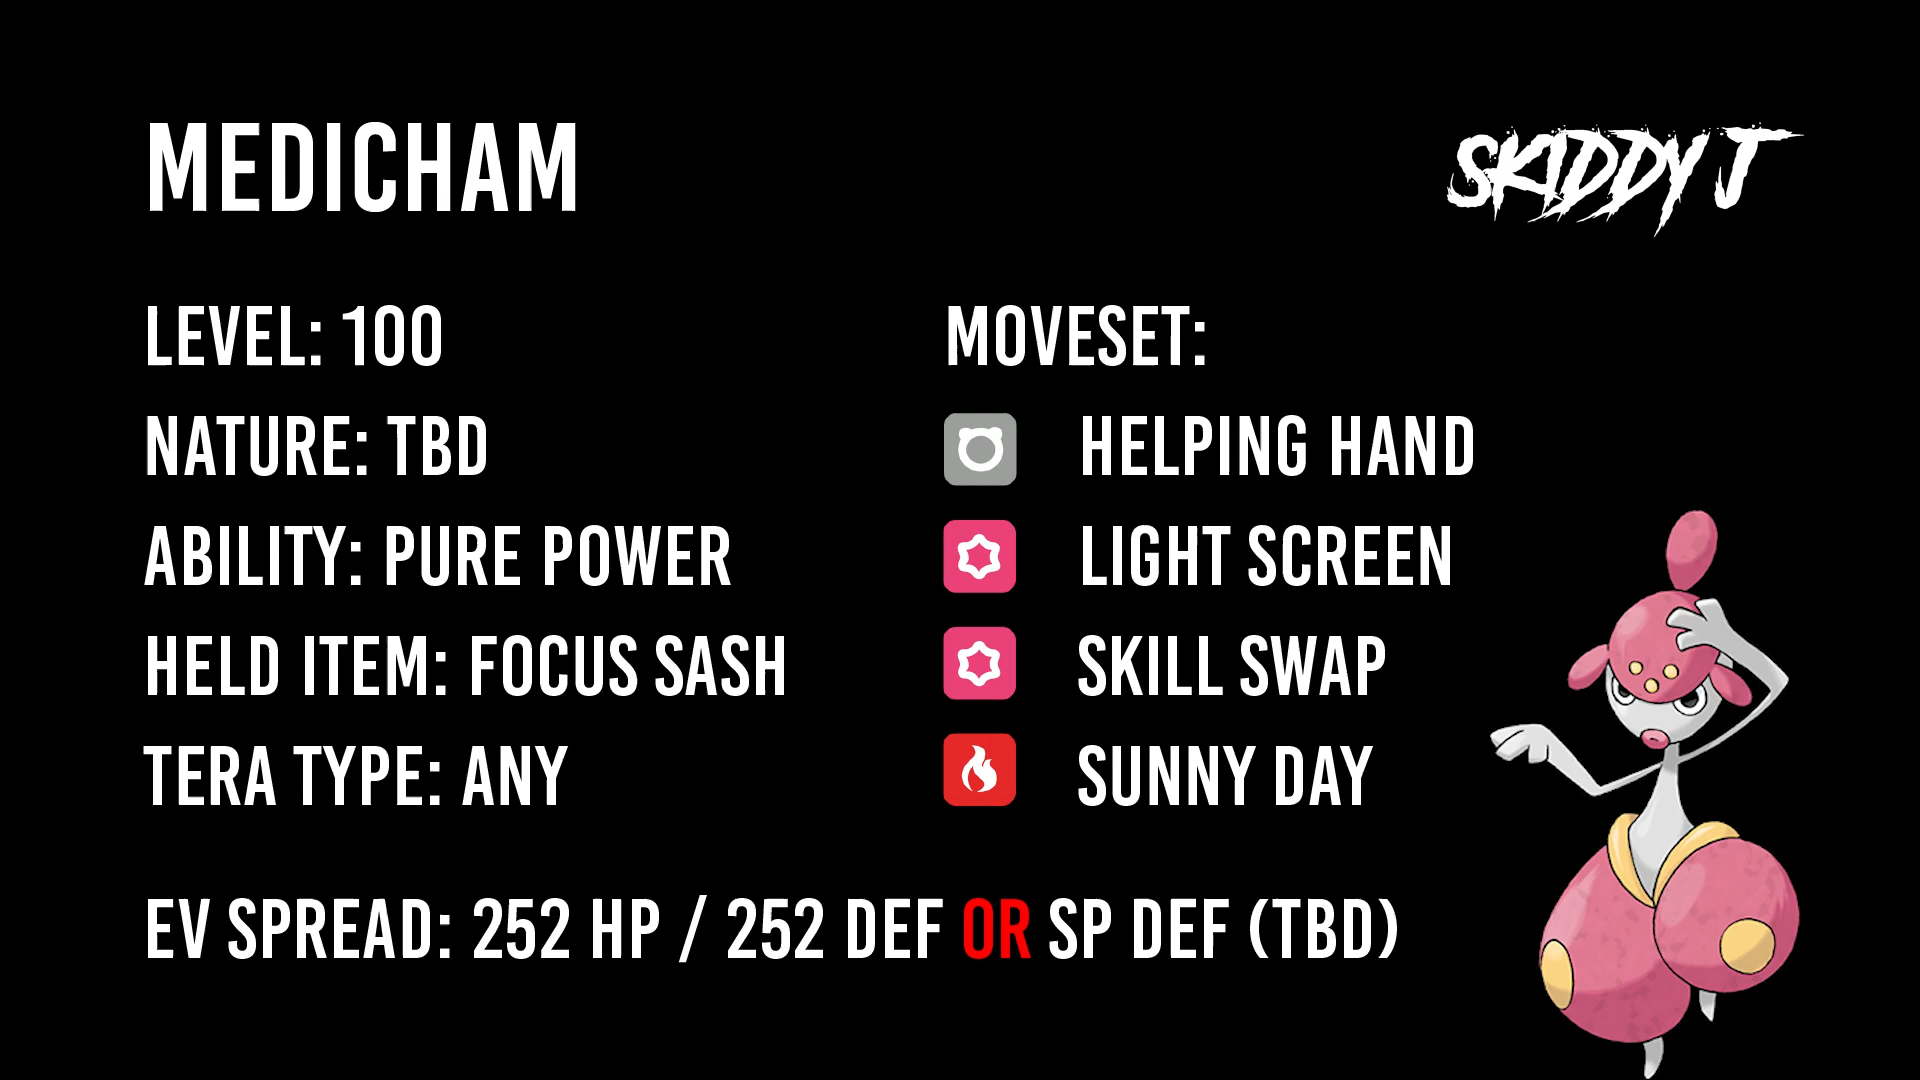 MEDICHAM
SKIDDY J
LEVEL: 100
NATURE: TBD
ABILITY: PURE POWER
HELD ITEM: FOCUS SASH
TERA TYPE: ANY
MOVESET:
HELPING HAND
LIGHT SCREEN
SKILL SWAP
SUNNY DAY
EV SPREAD: 252 HP / 252 DEF OR SP DEF (TBD)